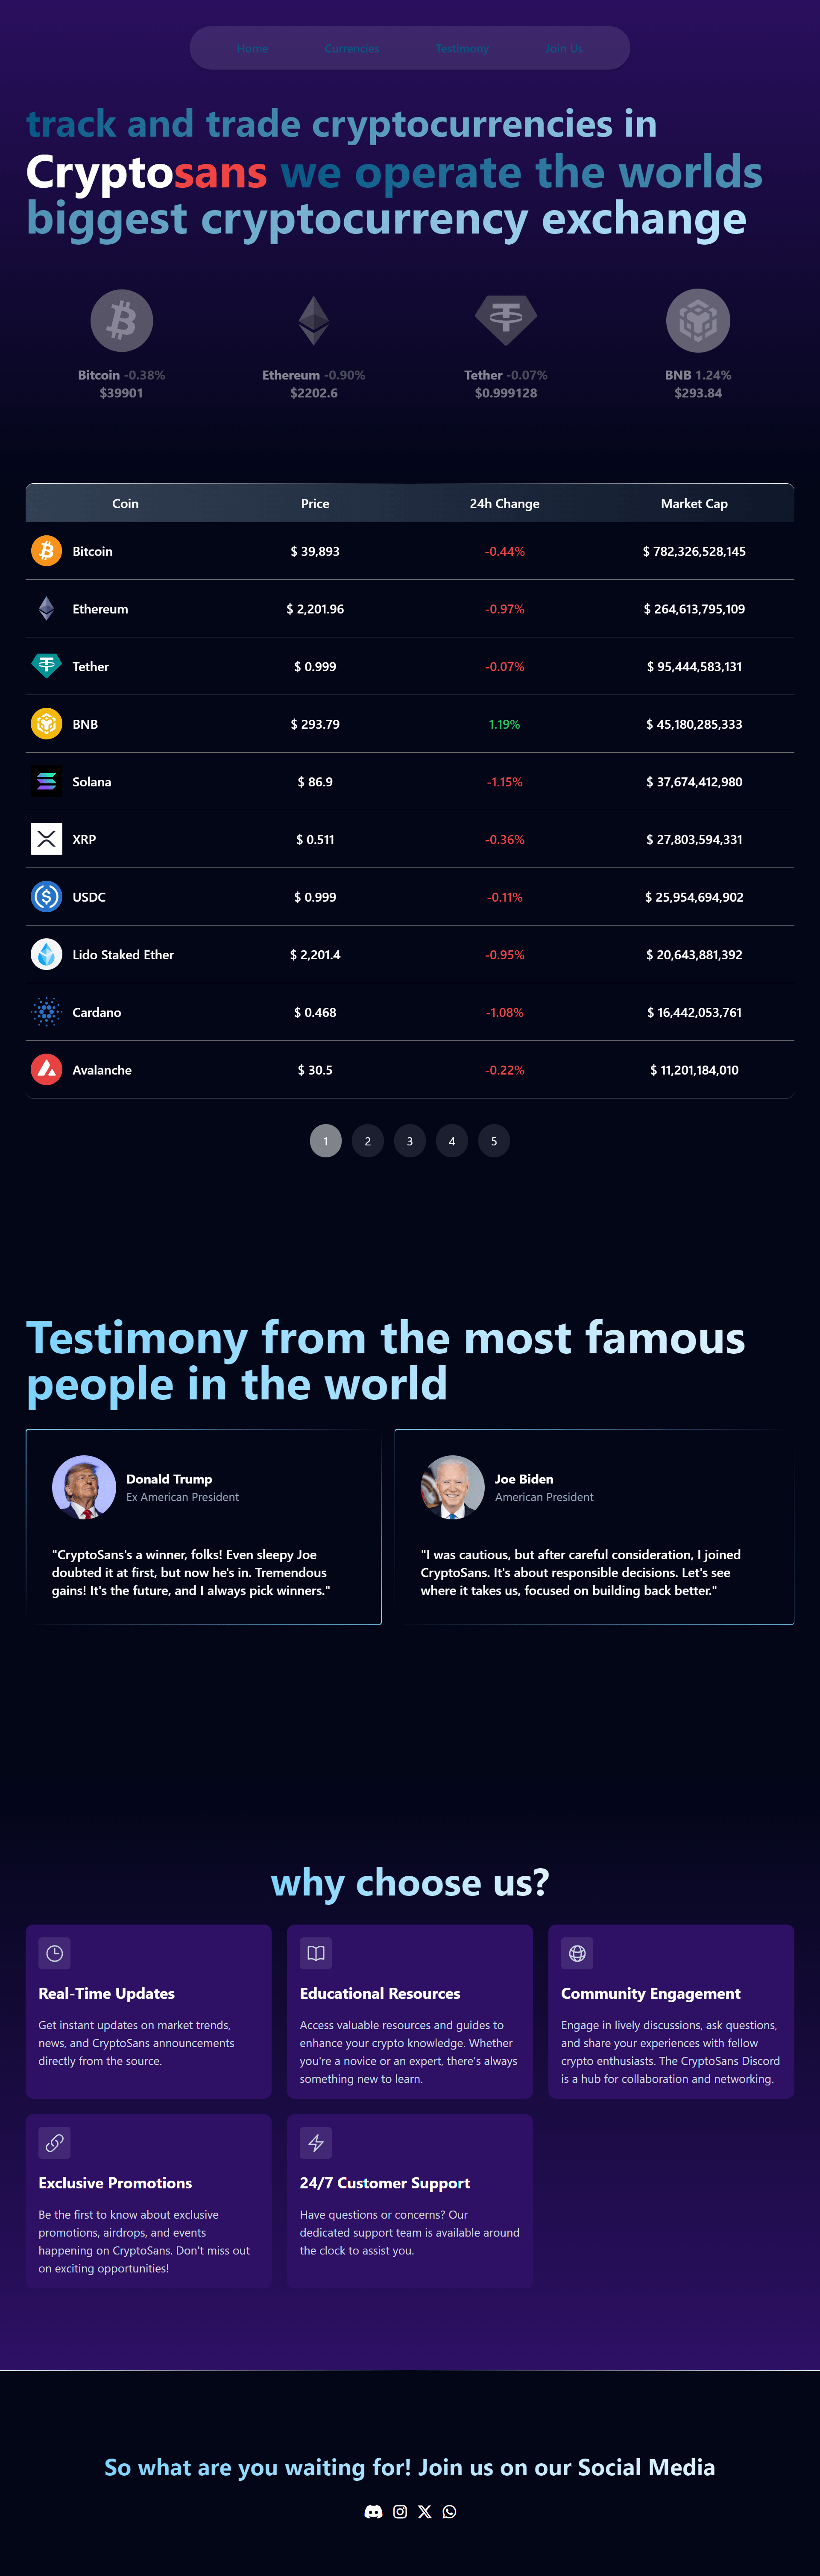 Home Currencies Testimony Join Us
track and trade cryptocurrencies in
Cryptosans we operate the worlds
biggest cryptocurrency exchange
Bitcoin -0.38% Ethereum -0.90% Tether -0.07% BNB 1.24%
$39901 $2202.6 $0.999128 $293.84
Coin Price 24h Change Market Cap
Bitcoin $ 39,893 -0.44% $ 782,326,528,145
Ethereum $ 2,201.96 -0.97% $ 264,613,795,109
Tether $ 0.999 -0.07% $ 95,444,583,131
BNB $ 293.79 1.19% $ 45,180,285,333
Solana $ 86.9 -1.15% $ 37,674,412,980
XRP $ 0.511 -0.36% $ 27,803,594,331
USDC $ 0.999 -0.11% $ 25,954,694,902
Lido Staked Ether $ 2,201.4 -0.95% $ 20,643,881,392
Cardano $ 0.468 -1.08% $ 16,442,053,761
Avalanche $ 30.5 -0.22% $ 11,201,184,010
1 2 3 4 5
Testimony from the most famous
people in the world
Donald Trump
Ex American President
"CryptoSans's a winner, folks! Even sleepy Joe
doubted it at first, but now he's in. Tremendous
gains! It's the future, and I always pick winners."
Joe Biden
American President
"I was cautious, but after careful consideration, I joined
CryptoSans. It's about responsible decisions. Let's see
where it takes us, focused on building back better."
why choose us?
Real-Time Updates
Get instant updates on market trends,
news, and CryptoSans announcements
directly from the source.
Educational Resources
Access valuable resources and guides to
enhance your crypto knowledge. Whether
you're a novice or an expert, there's always
something new to learn.
Community Engagement
Engage in lively discussions, ask questions,
and share your experiences with fellow
crypto enthusiasts. The CryptoSans Discord
is a hub for collaboration and networking.
Exclusive Promotions
Be the first to know about exclusive
promotions, airdrops, and events
happening on CryptoSans. Don't miss out
on exciting opportunities!
24/7 Customer Support
Have questions or concerns? Our
dedicated support team is available around
the clock to assist you.
So what are you waiting for! Join us on our Social Media